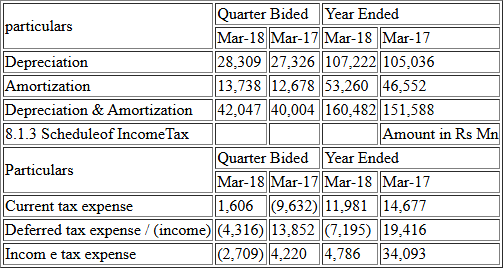 particulars Quarter Bided Year Ended
Mar-18 Mar-17 Mar-18 Mar-17
Depreciation 28,309 27,326 107,222 105,036
Amortization 13,738 12,678 53,260 46,552
Depreciation & Amortization 42,047 40,004 160,482 151,588
8.1.3 Scheduleof IncomeTax Amount in Rs Mn
Particulars Quarter Bided Year Ended
Mar-18 Mar-17 Mar-18 Mar-17
Current tax expense 1,606 (9,632) 11,981 14,677
Deferred tax expense / (income) (4,316) 13,852 (7,195) 19,416
Incom e tax expense (2,709) 4,220 4,786 34,093